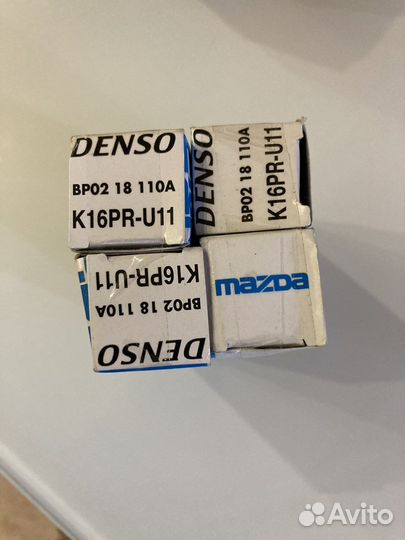 DENSO
BP02 18 110A
K16PR-U11
DENSO
BP02 18 110A
K16PR-U11
DENSO
BP02 18 110A
K16PR-U11
mazda
Avito